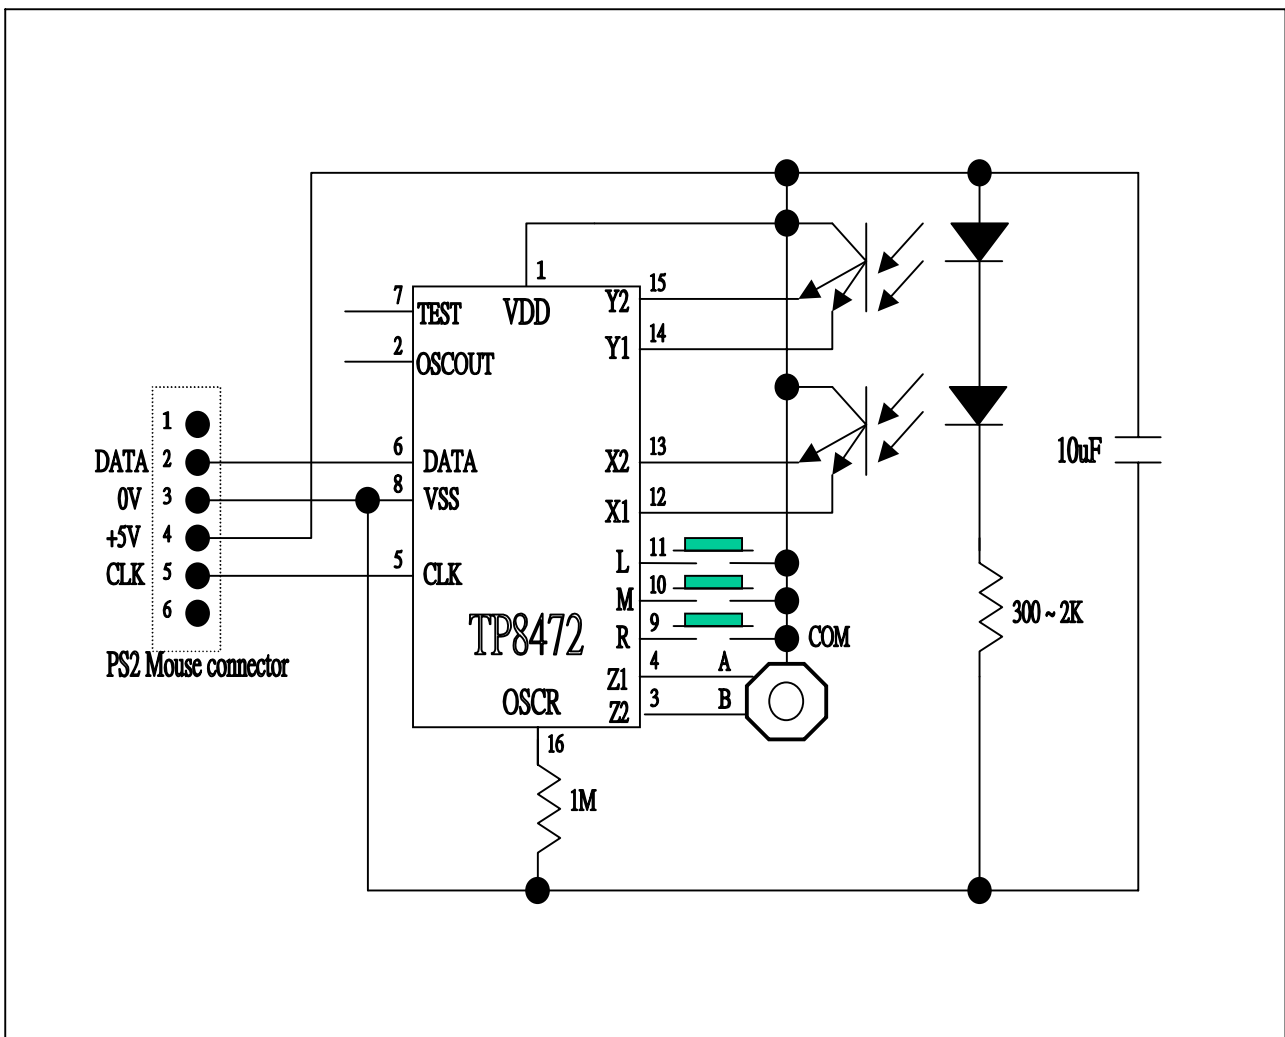 1
7
TEST
VDD
2
OSCOUT
15
Y2
14
Y1
1
DATA 2
0V 3
+5V 4
CLK 5
6
PS2 Mouse connector
6
DATA
8
VSS
5
CLK
13
X2
12
X1
11
L
10
M
9
R
COM
4
Z1
A
3
Z2
B
TP8472
OSCR
16
1M
10uF
300 ~ 2K